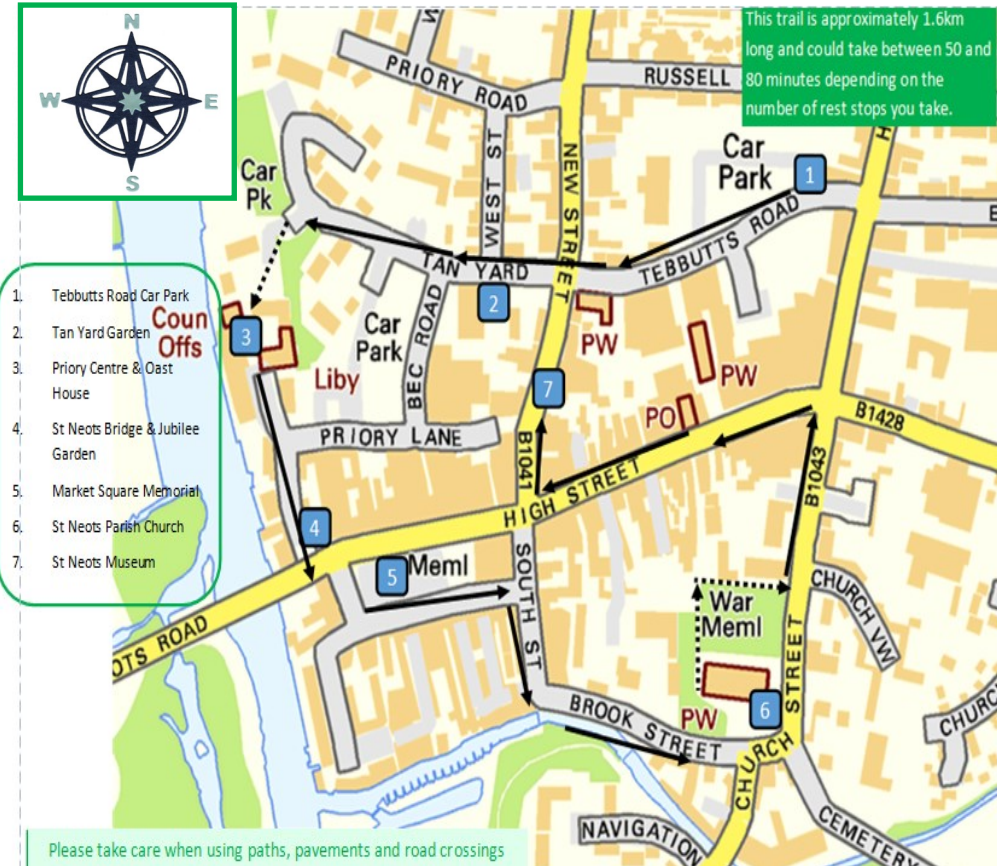 N
W
E
S
This trail is approximately 1.6km
long and could take between 50 and
80 minutes depending on the
number of rest stops you take.
PRIORY ROAD
RUSSELL
H
W
Car
Pk
WEST ST
NEW STREET
Car
Park
1
TEBBUTTS ROAD
E
TAN YARD
2
1. Tebbutts Road Car Park
2. Tan Yard Garden
3. Priory Centre & Oast
House
4. St Neots Bridge & Jubilee
Garden
5. Market Square Memorial
6. St Neots Parish Church
7. St Neots Museum
Coun
Offs
3
Liby
Car
Park
BEC ROAD
PW
PW
7
PO
PRIORY LANE
B1041
HIGH STREET
B1428
B1043
4
5
Meml
SOUTH ST
War
Meml
CHURCH VW
STREET
OTS ROAD
PW
6
BROOK STREET
CHURCH
CHURC
NAVIGATION
CEMETER
Please take care when using paths, pavements and road crossings